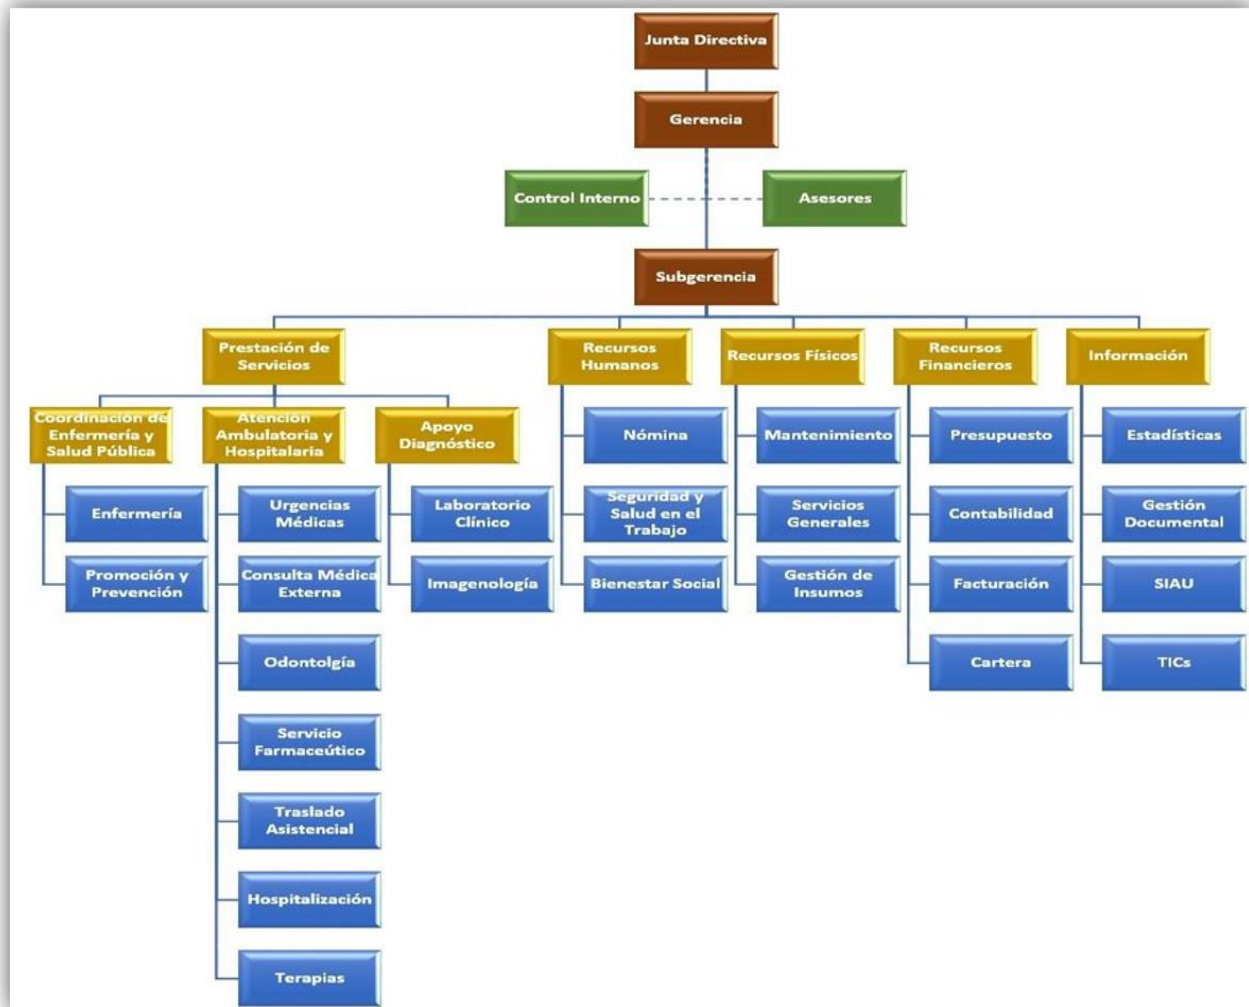 Junta Directiva
Gerencia
Control Interno
Asesores
Subgerencia
Prestación de
Servicios
Recursos
Humanos
Recursos Físicos
Recursos
Financieros
Información
Coordinación de
Enfermería y
Salud Pública
Atención
Ambulatoria y
Hospitalaria
Apoyo
Diagnóstico
Nómina
Mantenimiento
Presupuesto
Estadísticas
Enfermería
Urgencias
Médicas
Laboratorio
Clínico
Seguridad y
Salud en el
Trabajo
Servicios
Generales
Contabilidad
Gestión
Documental
Promoción y
Prevención
Consulta Médica
Externa
Imagenología
Bienestar Social
Gestión de
Insumos
Facturación
SIAU
Odontolgía
Cartera
TICs
Servicio
Farmaceútico
Traslado
Asistencial
Hospitalización
Terapias